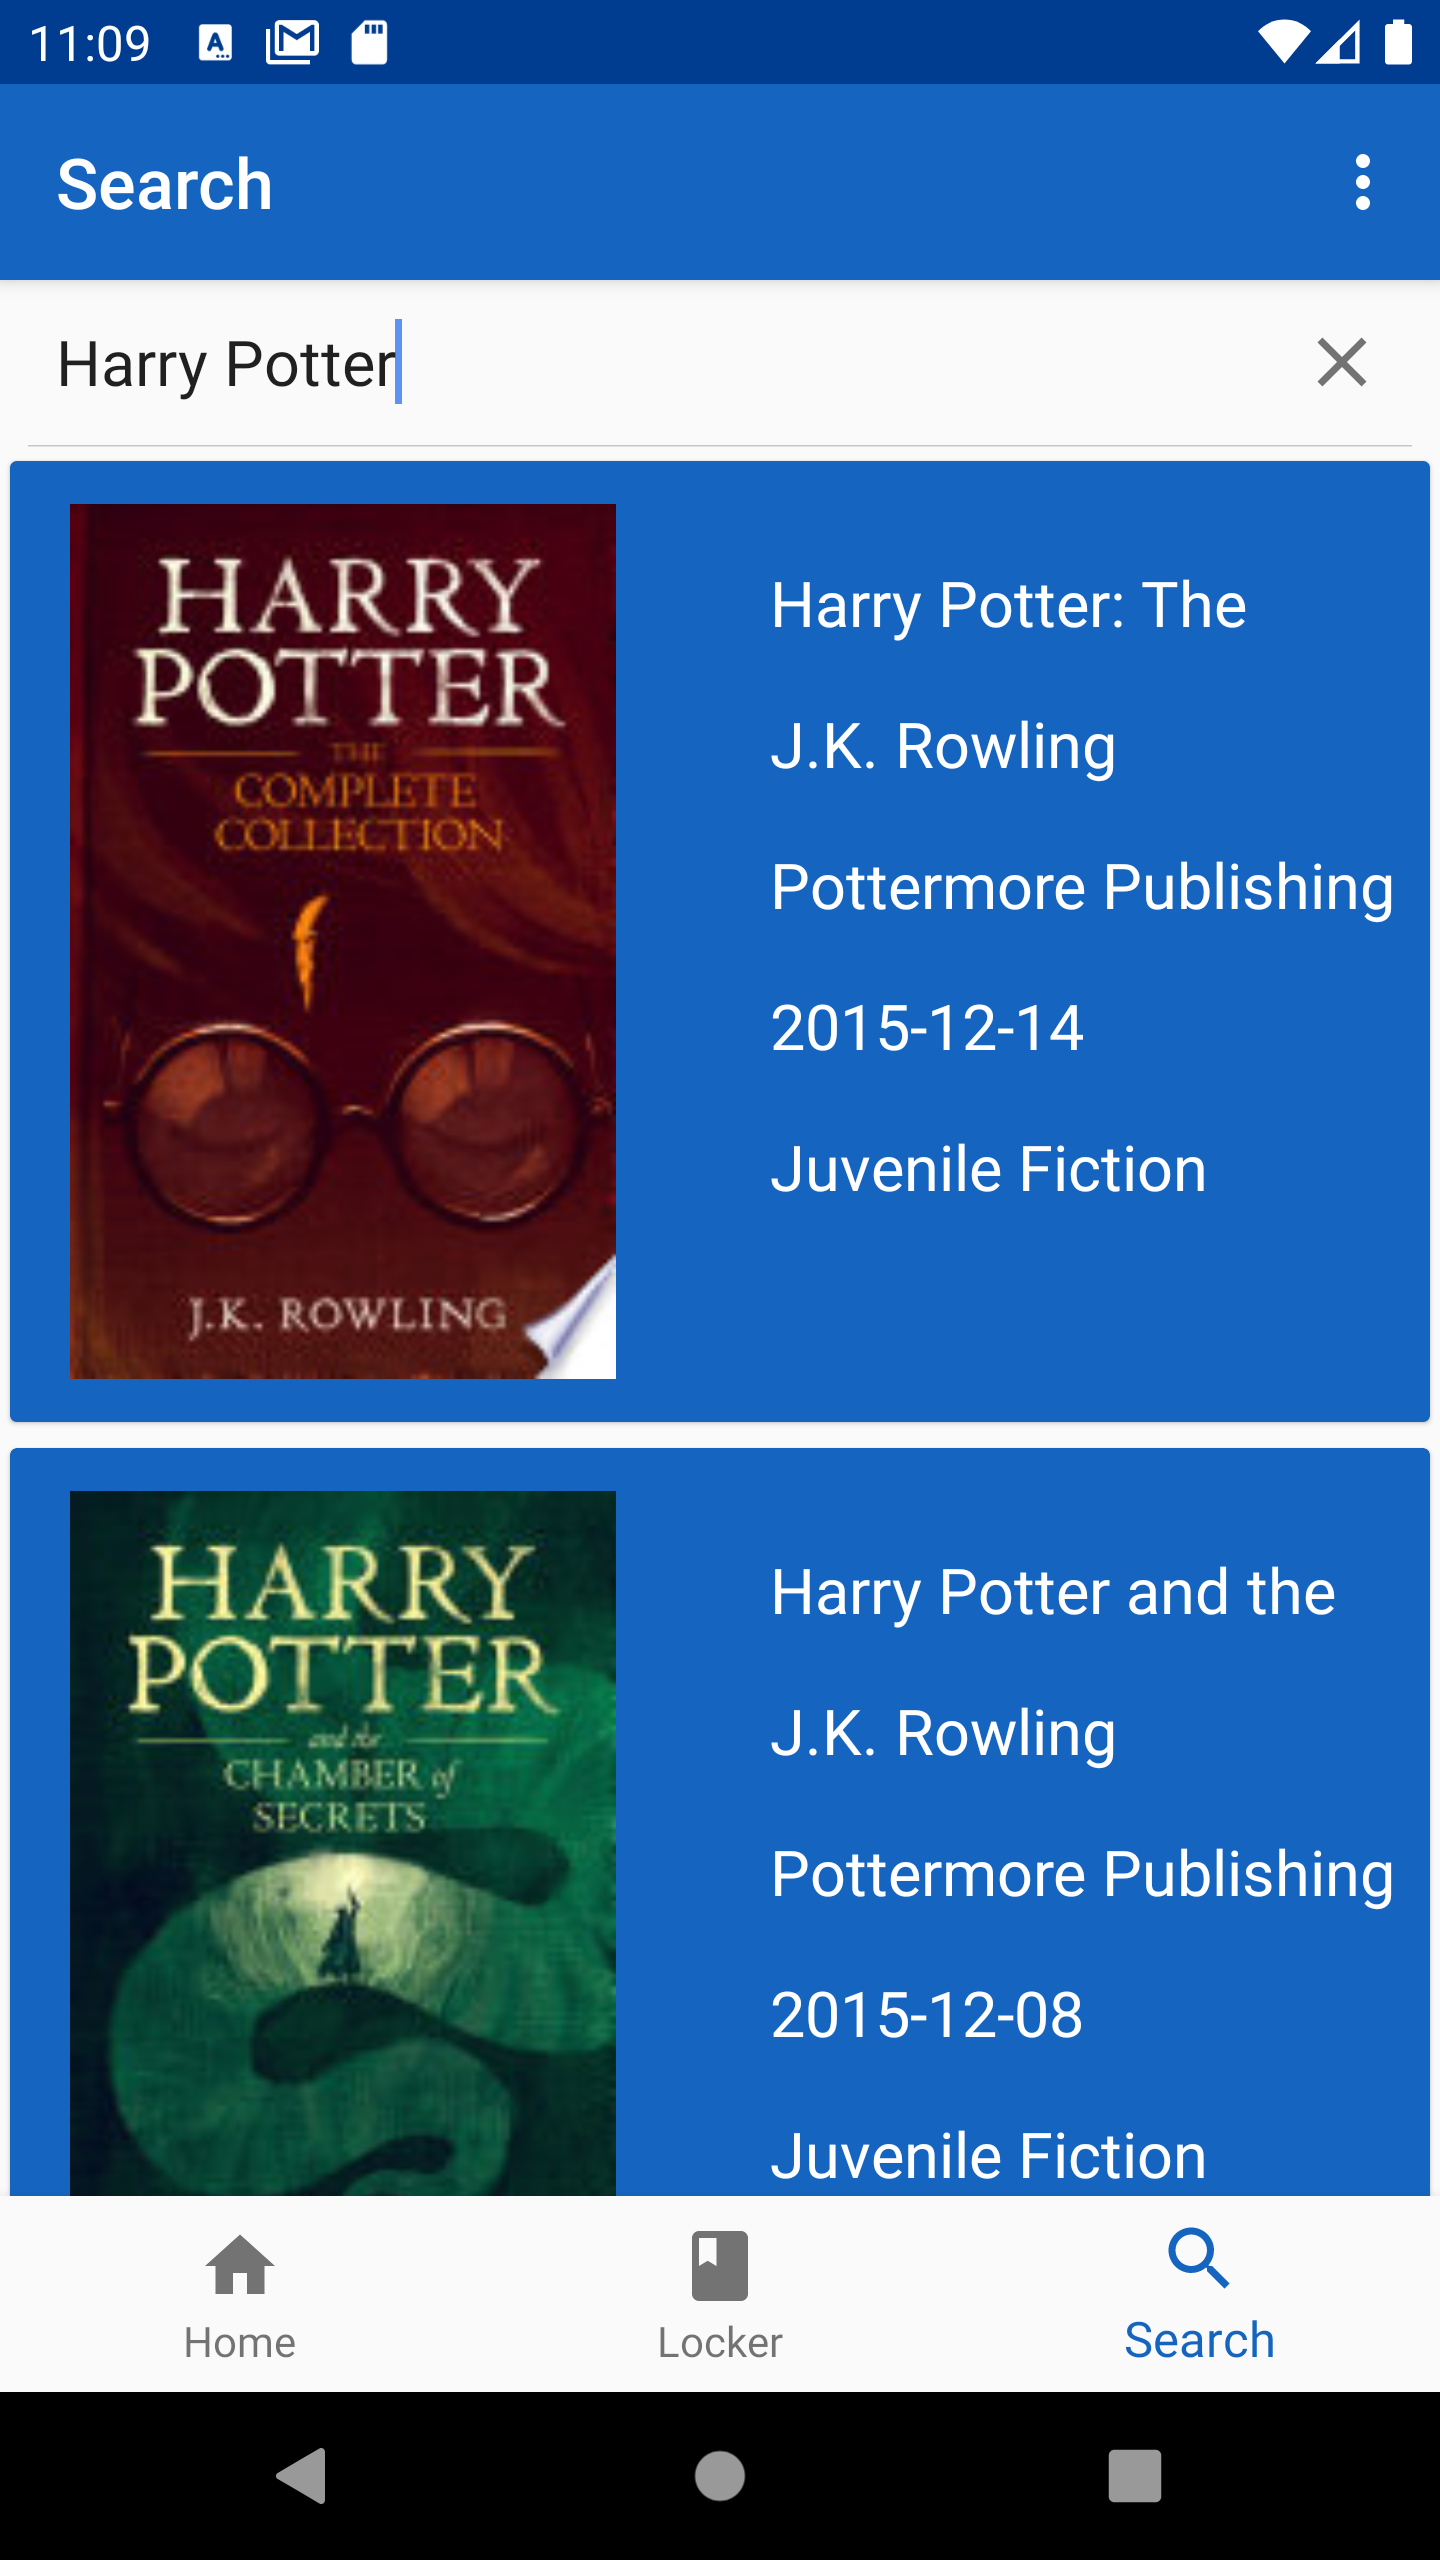 11:09
Search
Harry Potter
HARRY
POTTER
THE
COMPLETE
COLLECTION
J.K. ROWLING
Harry Potter: The
J.K. Rowling
Pottermore Publishing
2015-12-14
Juvenile Fiction
HARRY
POTTER
and the
CHAMBER of
SECRETS
Harry Potter and the
J.K. Rowling
Pottermore Publishing
2015-12-08
Juvenile Fiction
Home
Locker
Search